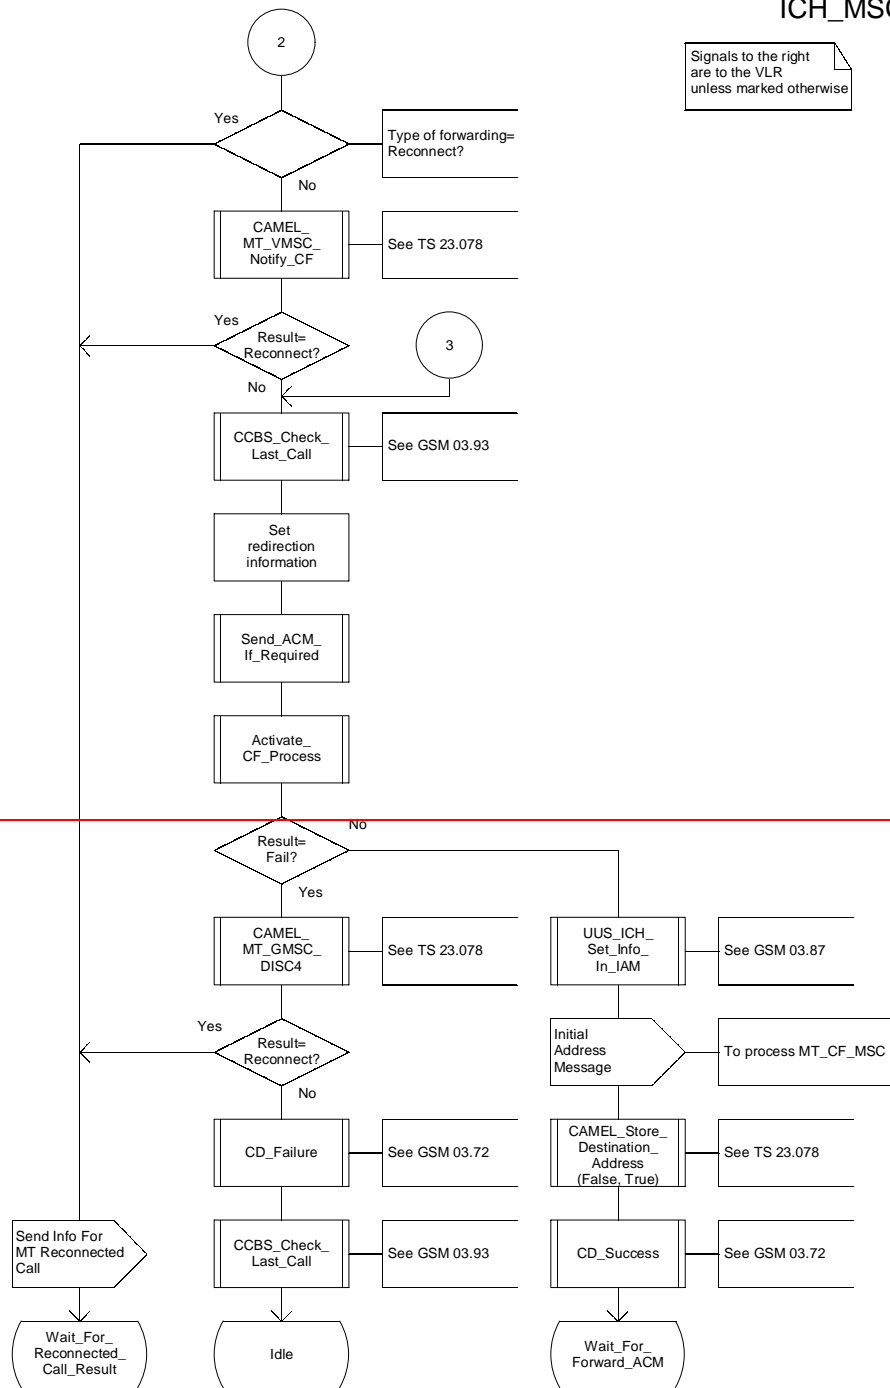 ICH_MSC
2
Signals to the right
are to the VLR
unless marked otherwise
Yes
Type of forwarding=
Reconnect?
No
CAMEL_
MT_VMSC_
Notify_CF
See TS 23.078
Yes
Result=
Reconnect?
3
No
CCBS_Check_
Last_Call
See GSM 03.93
Set
redirection
information
Send_ACM_
If_Required
Activate_
CF_Process
No
Result=
Fail?
Yes
CAMEL_
MT_GMSC_
DISC4
See TS 23.078
UUS_ICH_
Set_Info_
In_IAM
See GSM 03.87
Yes
Result=
Reconnect?
Initial
Address
Message
To process MT_CF_MSC
No
CD_Failure
See GSM 03.72
CAMEL_Store_
Destination_
Address
(False, True)
See TS 23.078
Send Info For
MT Reconnected
Call
CCBS_Check_
Last_Call
See GSM 03.93
CD_Success
See GSM 03.72
Wait_For_
Reconnected_
Call_Result
Idle
Wait_For_
Forward_ACM